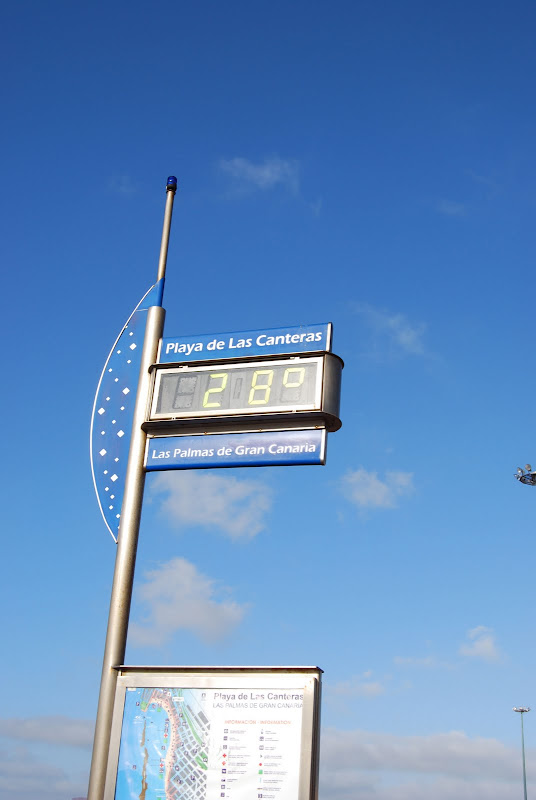 Playa de Las Canteras
28°
Las Palmas de Gran Canaria
Playa de Las Canteras
LAS PALMAS DE GRAN CANARIA